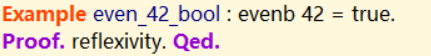 Example even_42_bool : evenb 42 = true.
Proof. reflexivity. Qed.